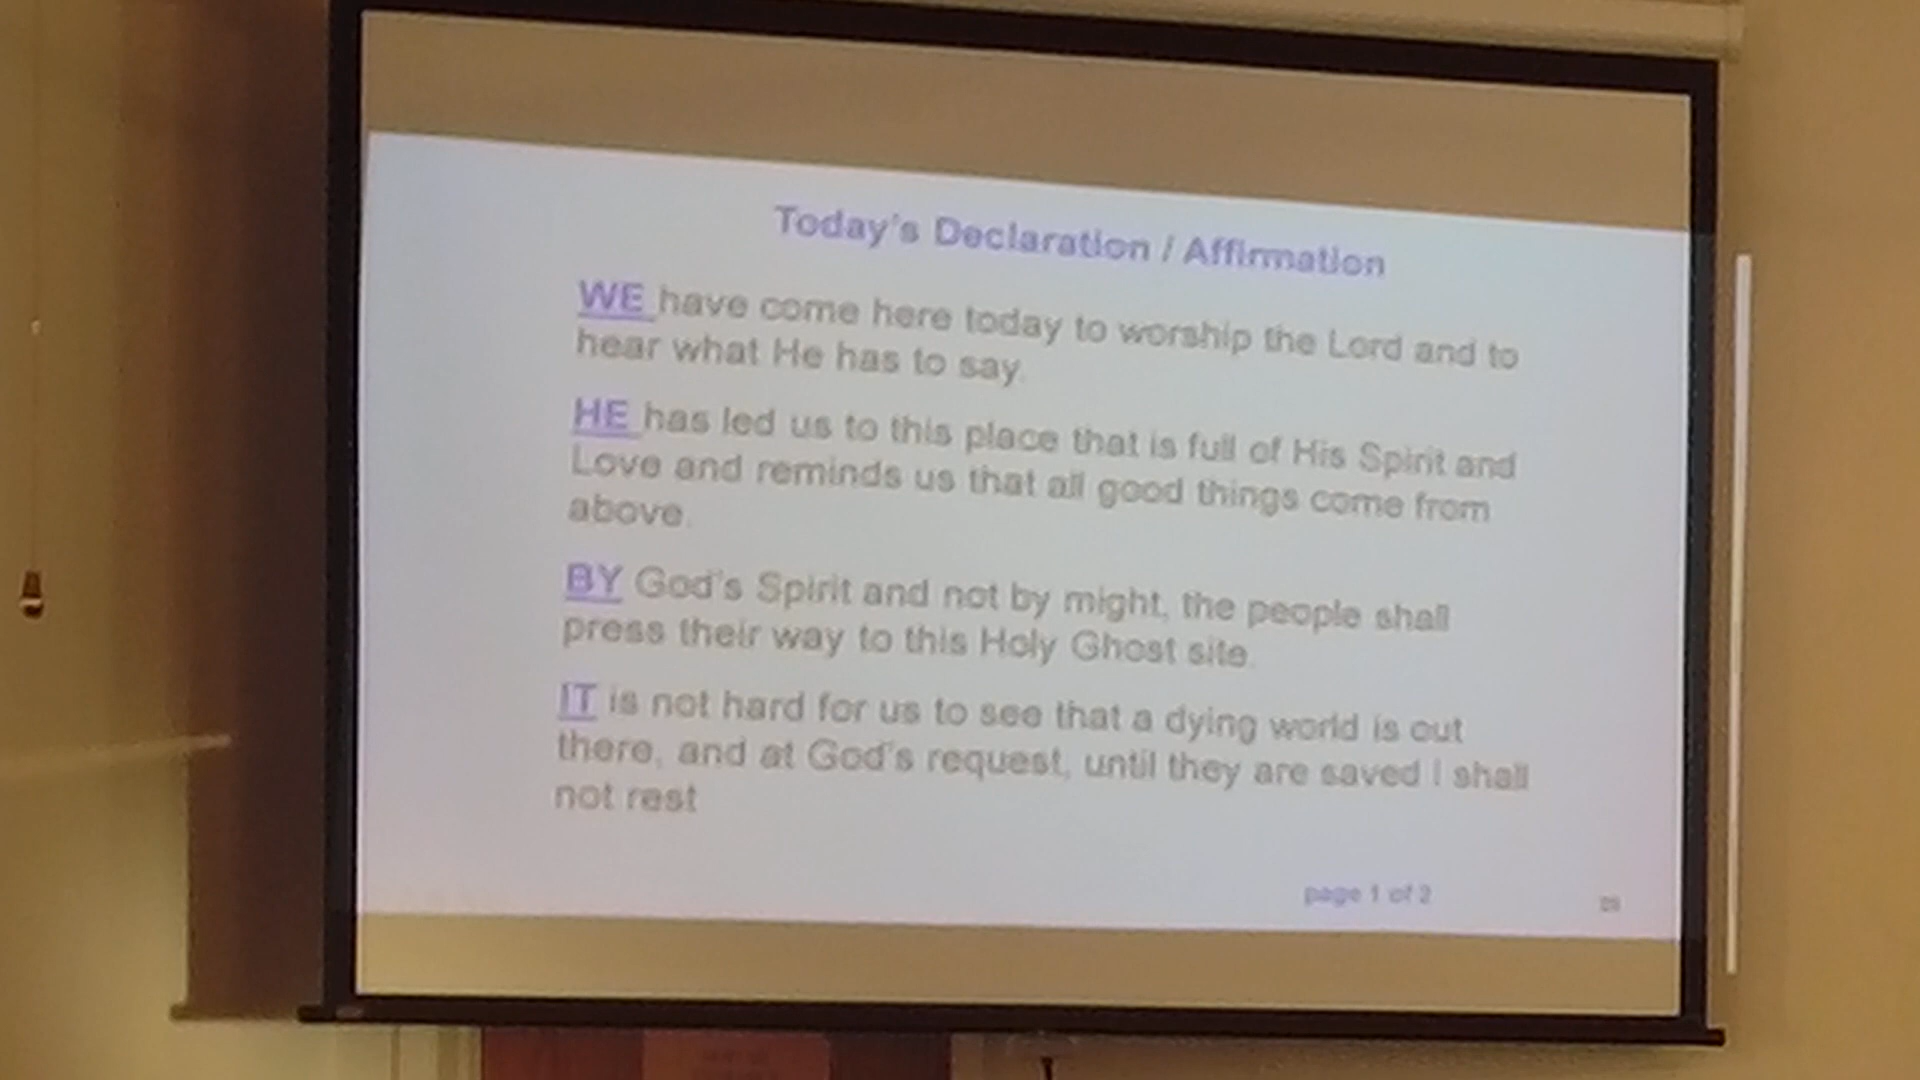 Today's Declaration / Affirmation
WE have come here today to worship the Lord and to
hear what He has to say.
HE has led us to this place that is full of His Spirit and
Love and reminds us that all good things come from
above.
BY God's Spirit and not by might, the people shall
press their way to this Holy Ghost site.
IT is not hard for us to see that a dying world is out
there, and at God's request, until they are saved I shall
not rest
page 1 of 2